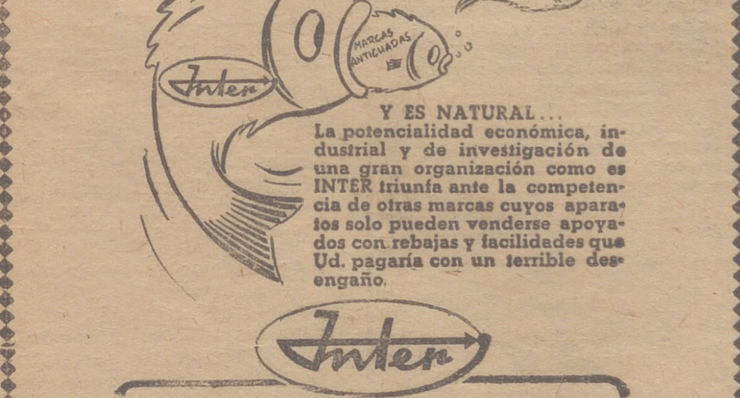 MARCAS
ANTICUADAS
Inter
Y ES NATURAL...
La potencialidad económica, in-
dustrial y de investigación de
una gran organización como es
INTER triunfa ante la competen-
cia de otras marcas cuyos apara-
tos solo pueden venderse apoya-
dos con rebajas y facilidades que
Ud. pagaría con un terrible des-
engaño.
Inter